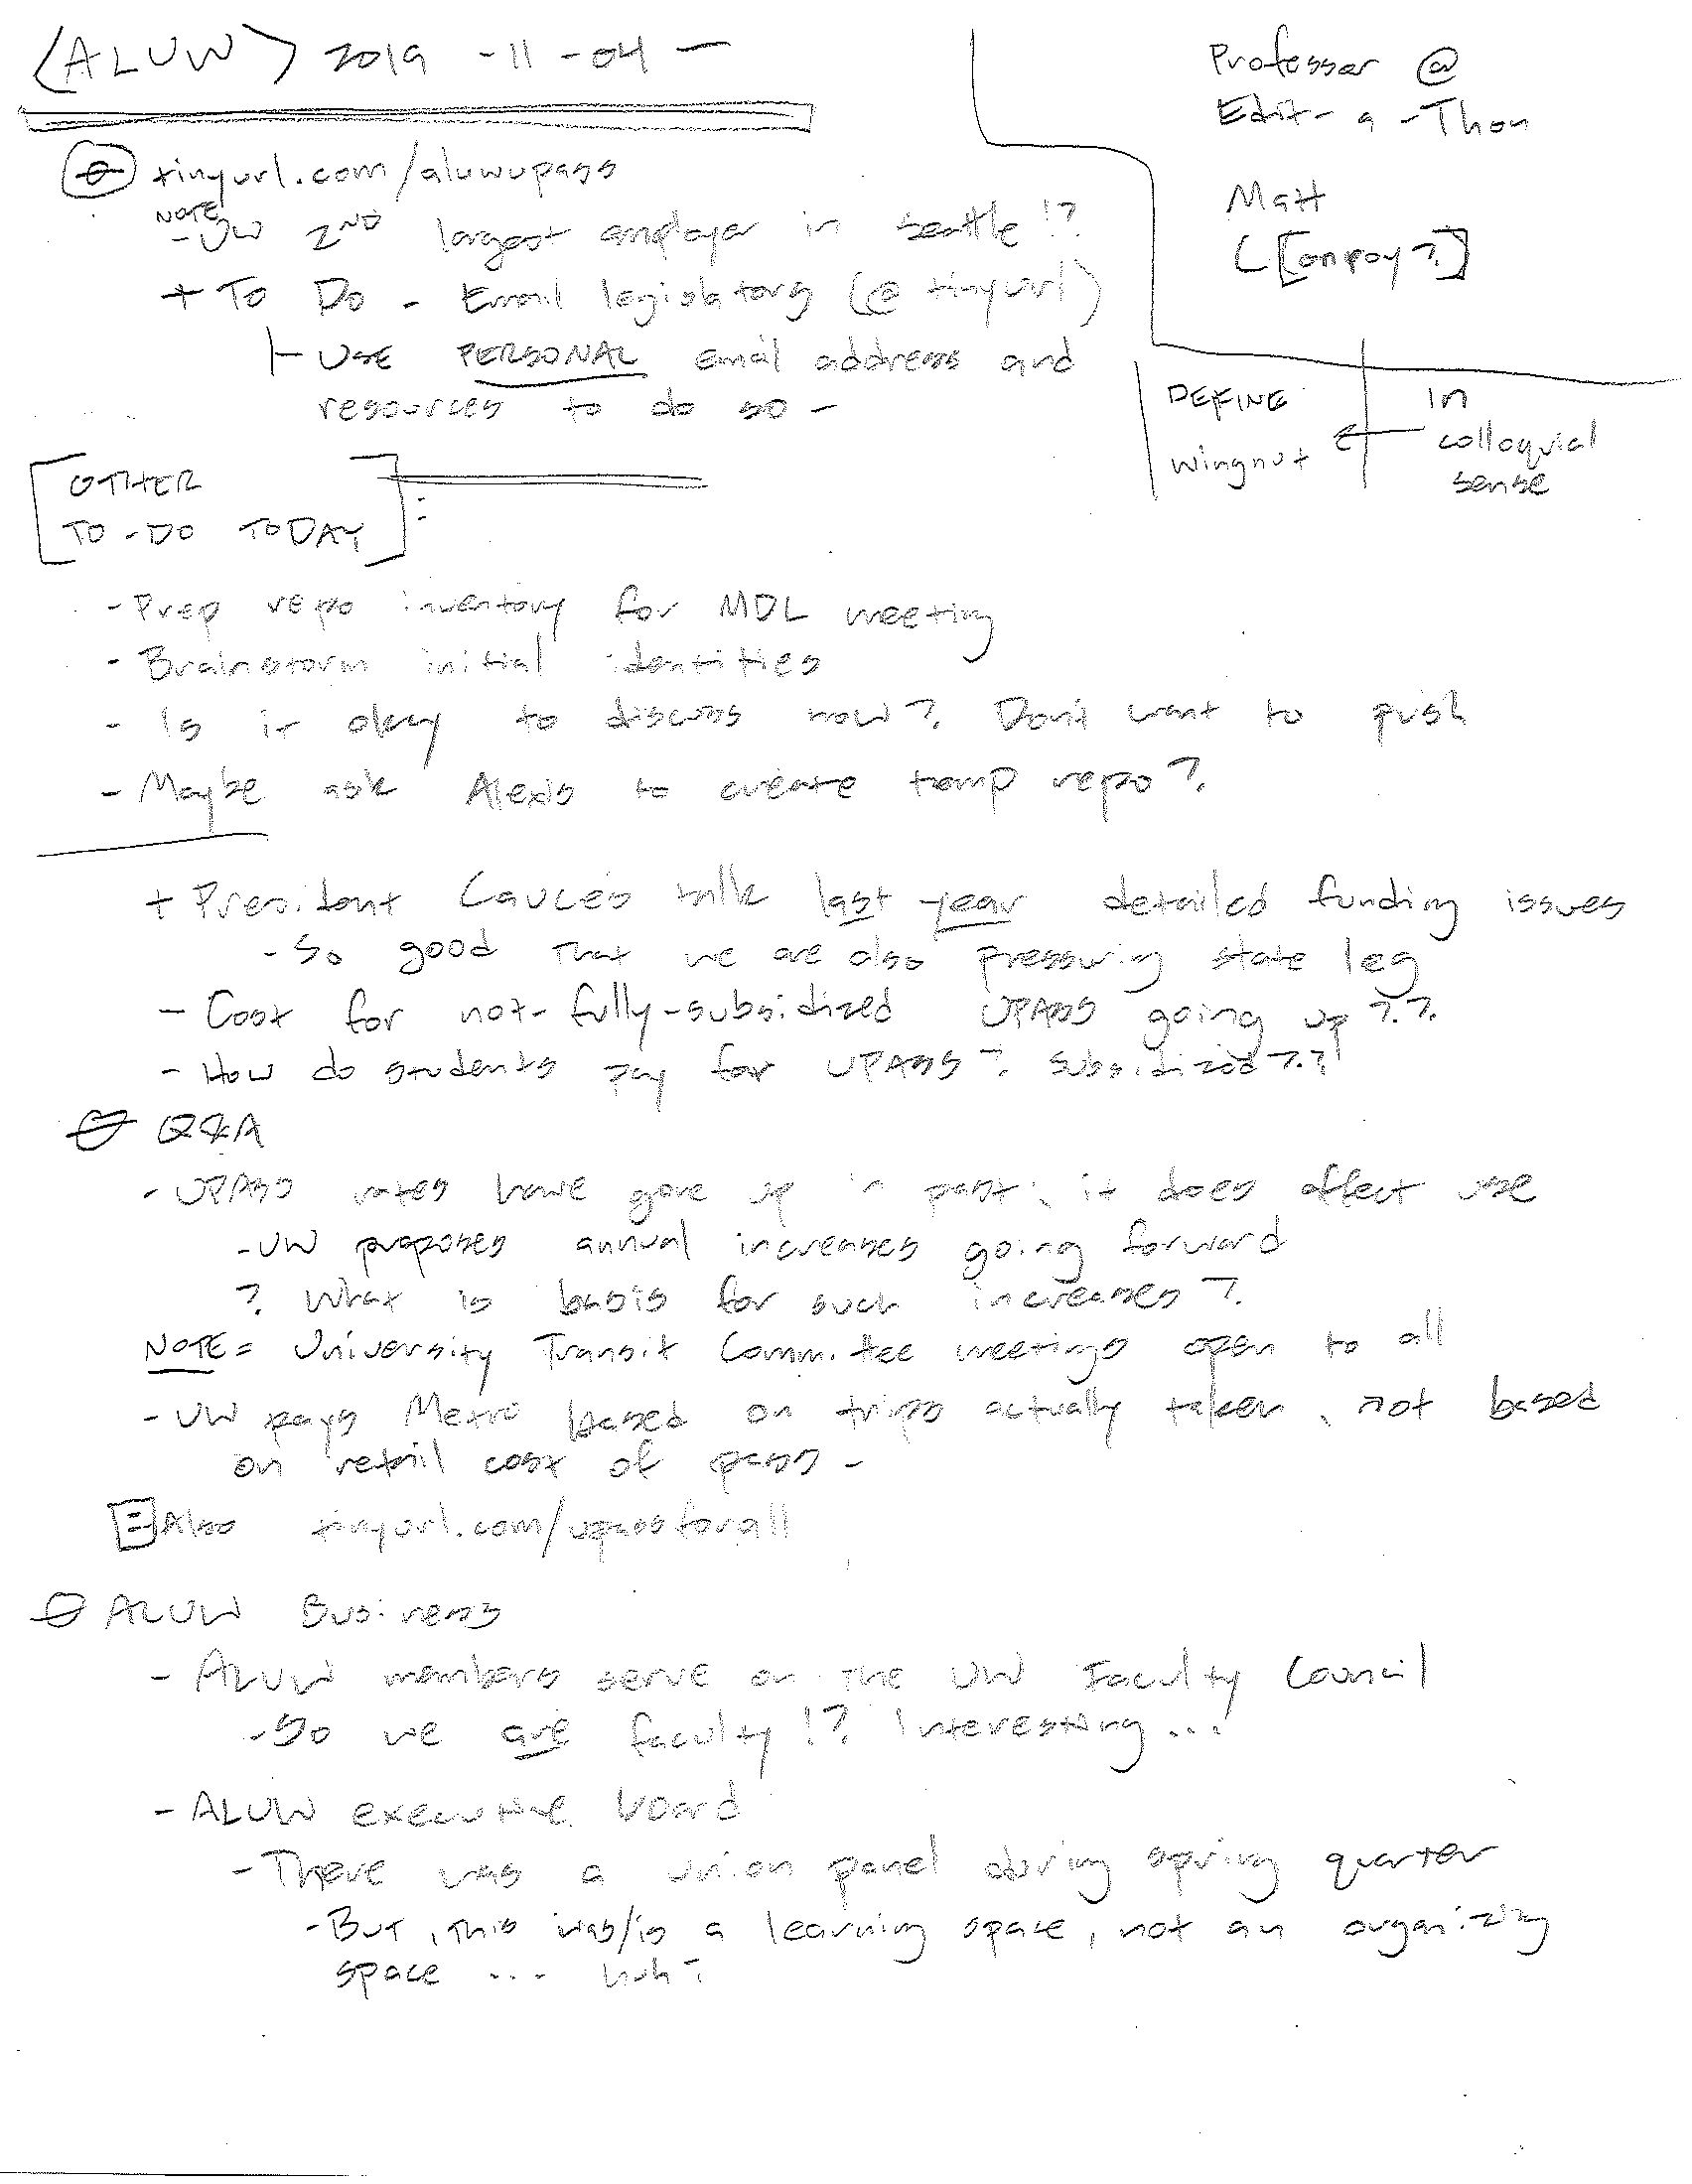 (ALUW) 2019-11-04 —
Professor @
Edit-a-Thon
Matt
C[onpoy?]
tinyurl.com/aluwupass
NOTE
- UW 2ND largest employer in Seattle!?
+ To Do - Email legislators (@ tinyurl)
- USE PERSONAL email address and
resources to do so -
DEFINE
wingnut
in
colloquial
sense
[OTHER
TO-DO TODAY]:
- Prep repo inventory for MDL meeting
- Brainstorm initial identities
- Is it okay to discuss now? Don't want to push
- Maybe ask Alexis to create temp repo?
+ President Cauce's talk last year detailed funding issues
- So good that we are also pressuring state leg
- Cost for not-fully-subsidized UPASS going up??
- How do students pay for UPASS? Subsidized??
Q&A
- UPASS rates have gone up in past, it does affect use
- UW proposes annual increases going forward
? What is basis for such increases?
NOTE= University Transit Committee meetings open to all
- UW pays Metro based on trips actually taken, not based
on retail cost of pass -
Also tinyurl.com/upassforall
ALUW Business
- ALUW members serve on the UW Faculty Council
- So we are faculty!? Interesting...
- ALUW executive board
- There was a union panel during spring quarter
- But, this was/is a learning space, not an organizing
space ... huh?